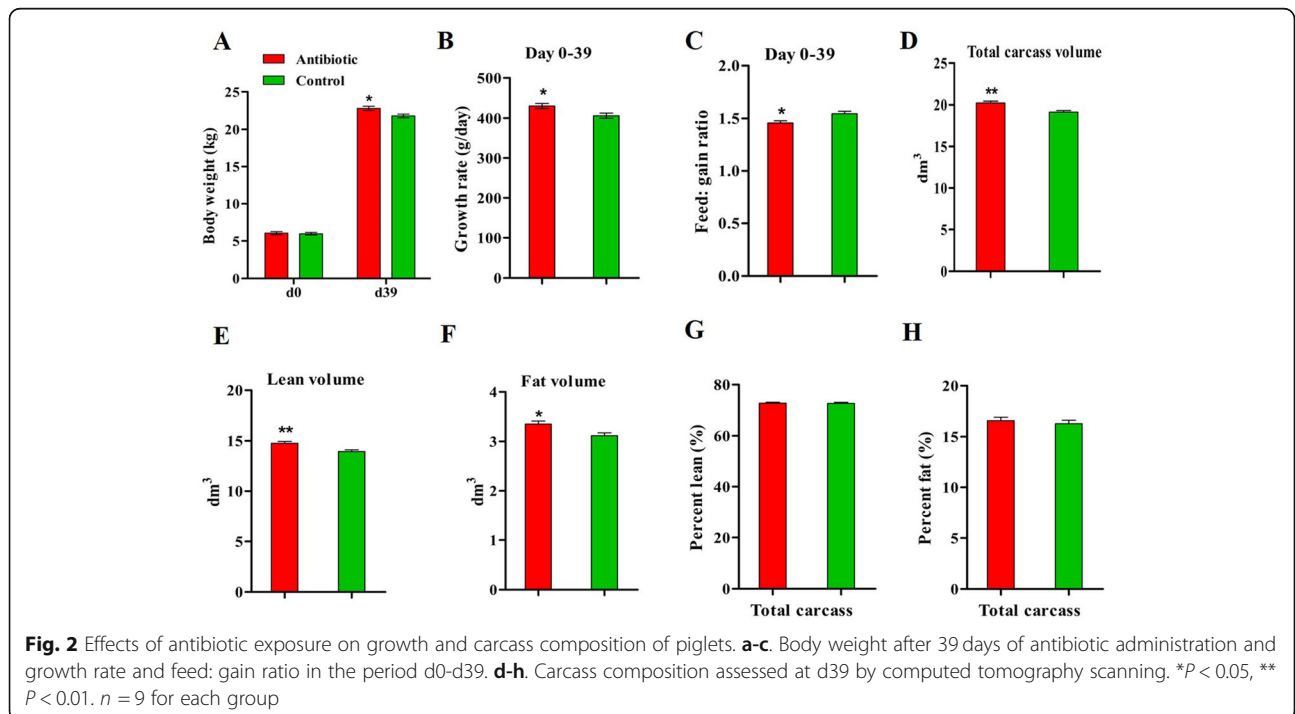 A
Antibiotic
Control
Body weight (kg)
25
20
15
10
5
0
*
d0
d39
B
Day 0-39
Growth rate (g/day)
500
400
300
200
100
0
*
C
Day 0-39
Feed: gain ratio
2.0
1.5
1.0
0.5
0.0
*
D
Total carcass volume
dm³
25
20
15
10
5
0
**
E
Lean volume
dm³
20
15
10
5
0
**
F
Fat volume
dm³
4
3
2
1
0
*
G
Percent lean (%)
80
60
40
20
0
Total carcass
H
Percent fat (%)
20
15
10
5
0
Total carcass
Fig. 2 Effects of antibiotic exposure on growth and carcass composition of piglets. a-c. Body weight after 39 days of antibiotic administration and
growth rate and feed: gain ratio in the period d0-d39. d-h. Carcass composition assessed at d39 by computed tomography scanning. *P < 0.05, **
P < 0.01. n = 9 for each group